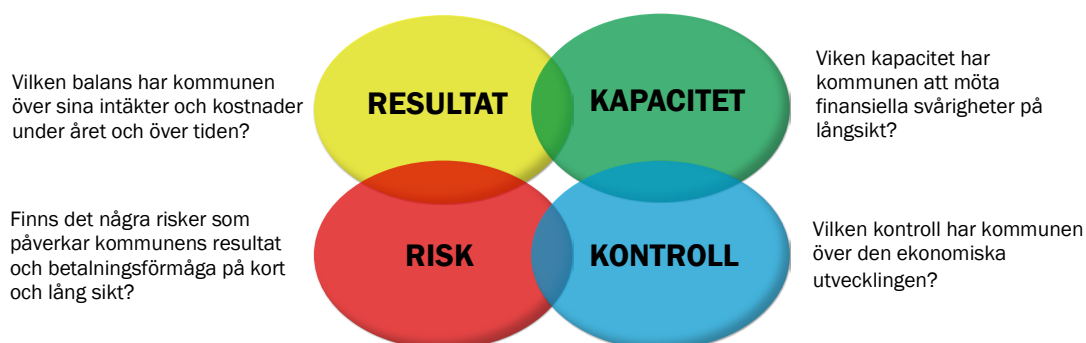 Vilken balans har kommunen
över sina intäkter och kostnader
under året och över tiden?
RESULTAT
KAPACITET
Viken kapacitet har
kommunen att möta
finansiella svårigheter på
långsikt?
Finns det några risker som
påverkar kommunens resultat
och betalningsförmåga på kort
och lång sikt?
RISK
KONTROLL
Vilken kontroll har kommunen
över den ekonomiska
utvecklingen?